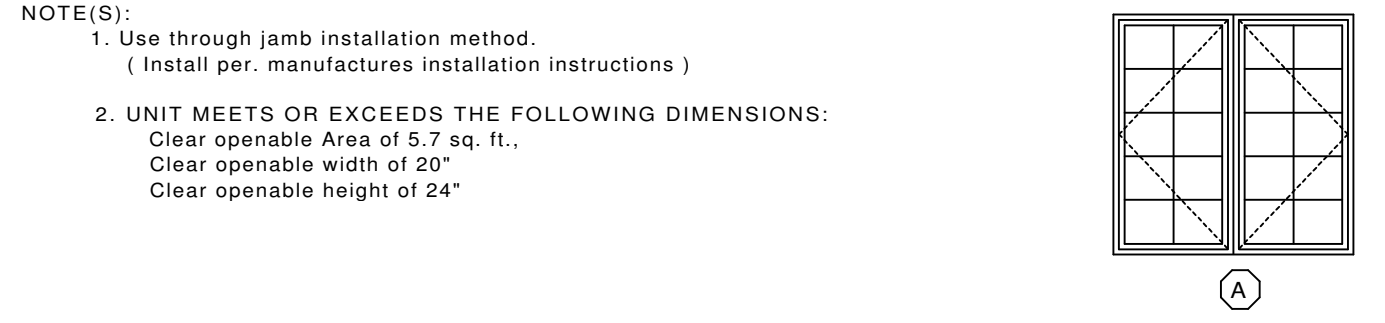 NOTE(S):
1. Use through jamb installation method.
( Install per. manufactures installation instructions )
2. UNIT MEETS OR EXCEEDS THE FOLLOWING DIMENSIONS:
Clear openable Area of 5.7 sq. ft.,
Clear openable width of 20"
Clear openable height of 24"
A